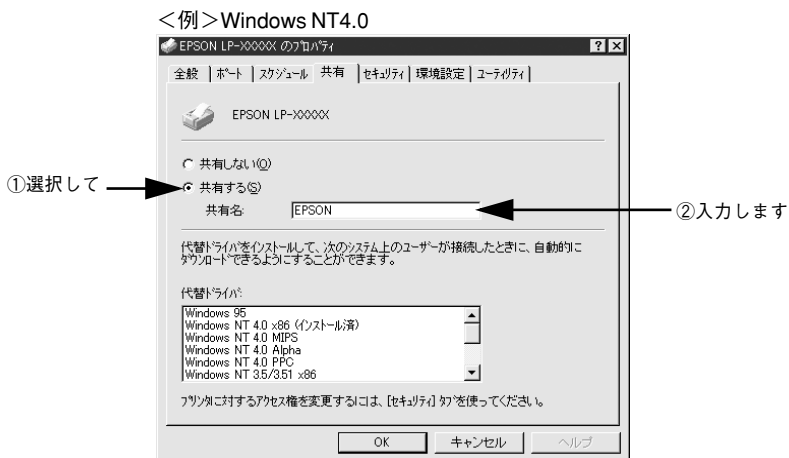 ＜例＞Windows NT4.0
EPSON LP-XXXXX のﾌﾟﾛﾊﾟﾃｨ
全般 ﾎﾟｰﾄ ｽｹｼﾞｭｰﾙ 共有 ｾｷｭﾘﾃｨ 環境設定 ﾕｰﾃｨﾘﾃｨ
EPSON LP-XXXXX
共有しない(O)
①選択して
共有する(S)
共有名: EPSON
②入力します
代替ﾄﾞﾗｲﾊﾞをｲﾝｽﾄｰﾙして、次のｼｽﾃﾑ上のﾕｰｻﾞｰが接続したときに、自動的に
ﾀﾞｳﾝﾛｰﾄﾞできるようにすることができます。
代替ﾄﾞﾗｲﾊﾞ:
Windows 95
Windows NT 4.0 x86 (ｲﾝｽﾄｰﾙ済)
Windows NT 4.0 MIPS
Windows NT 4.0 Alpha
Windows NT 4.0 PPC
Windows NT 3.5/3.51 x86
ﾌﾟﾘﾝﾀに対するｱｸｾｽ権を変更するには、[ｾｷｭﾘﾃｨ] ﾀﾌﾞを使ってください。
OK キャンセル ヘルプ